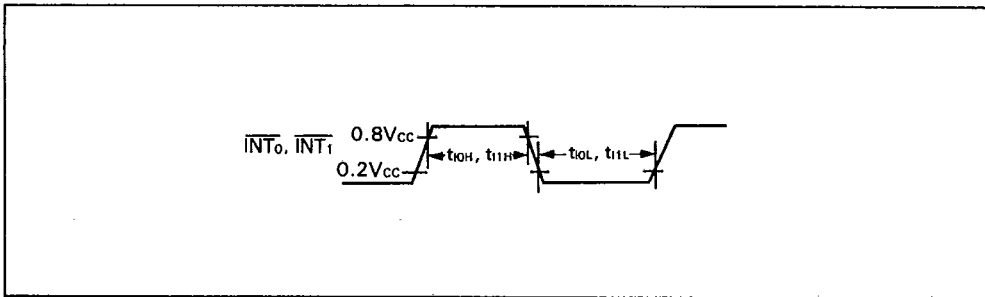 INT0, INT1 0.8Vcc
tI0H, tI1H tI0L, tI1L
0.2Vcc